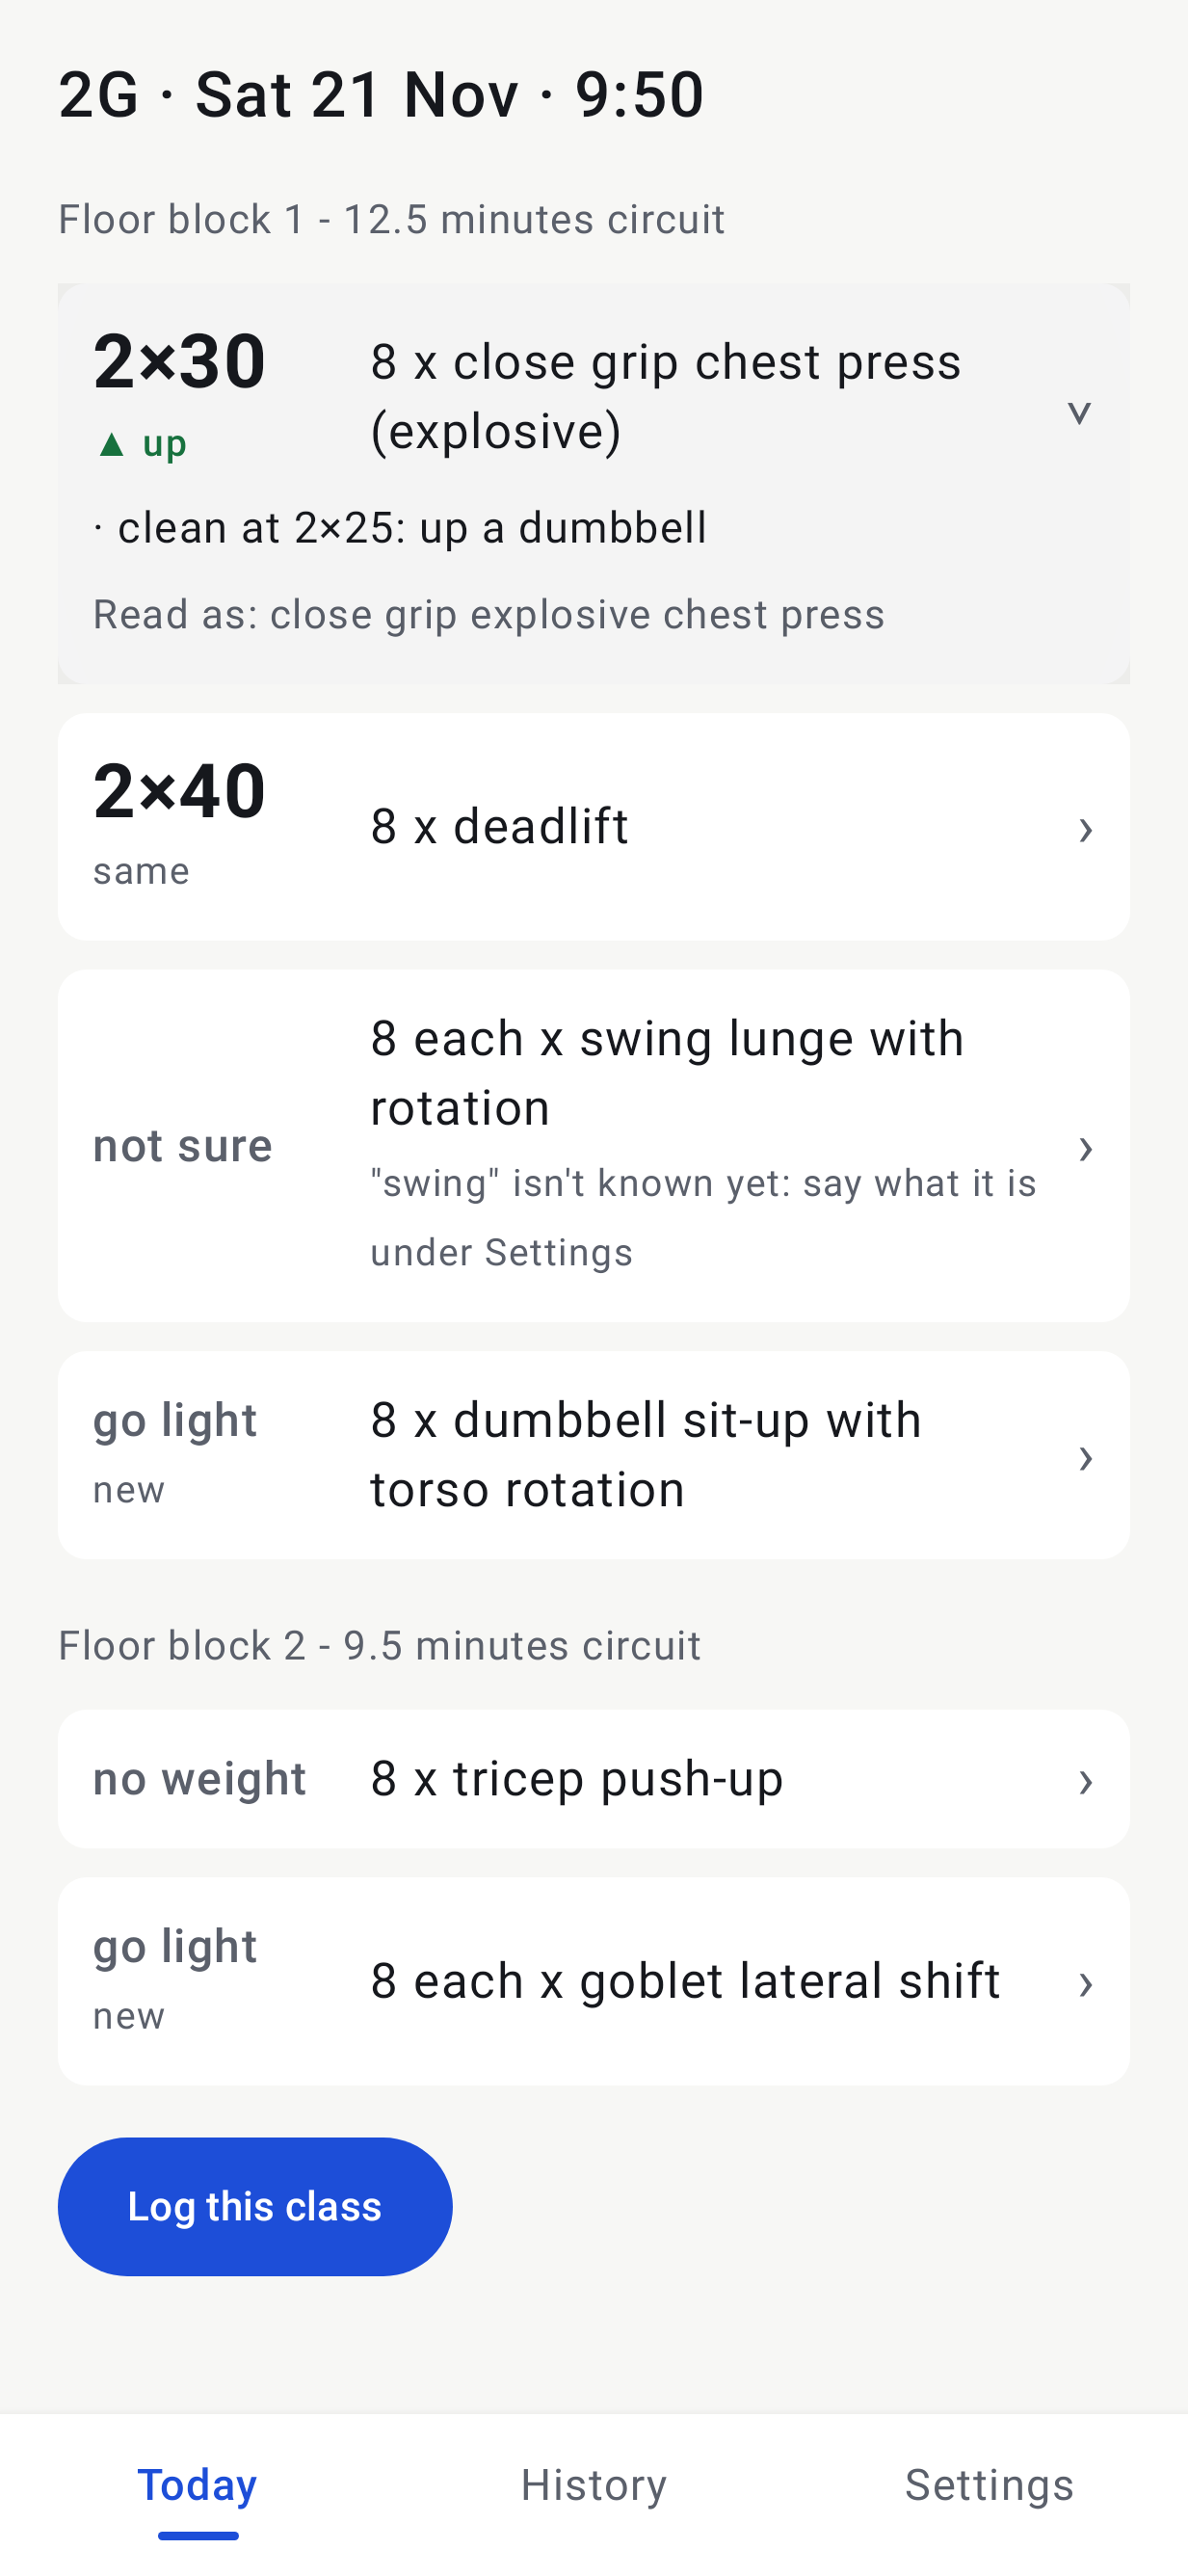 2G · Sat 21 Nov · 9:50
Floor block 1 - 12.5 minutes circuit
2×30
▲ up
8 x close grip chest press
(explosive)
· clean at 2×25: up a dumbbell
Read as: close grip explosive chest press
2×40
same
8 x deadlift
not sure
8 each x swing lunge with
rotation
"swing" isn't known yet: say what it is
under Settings
go light
new
8 x dumbbell sit-up with
torso rotation
Floor block 2 - 9.5 minutes circuit
no weight
8 x tricep push-up
go light
new
8 each x goblet lateral shift
Log this class
Today
History
Settings